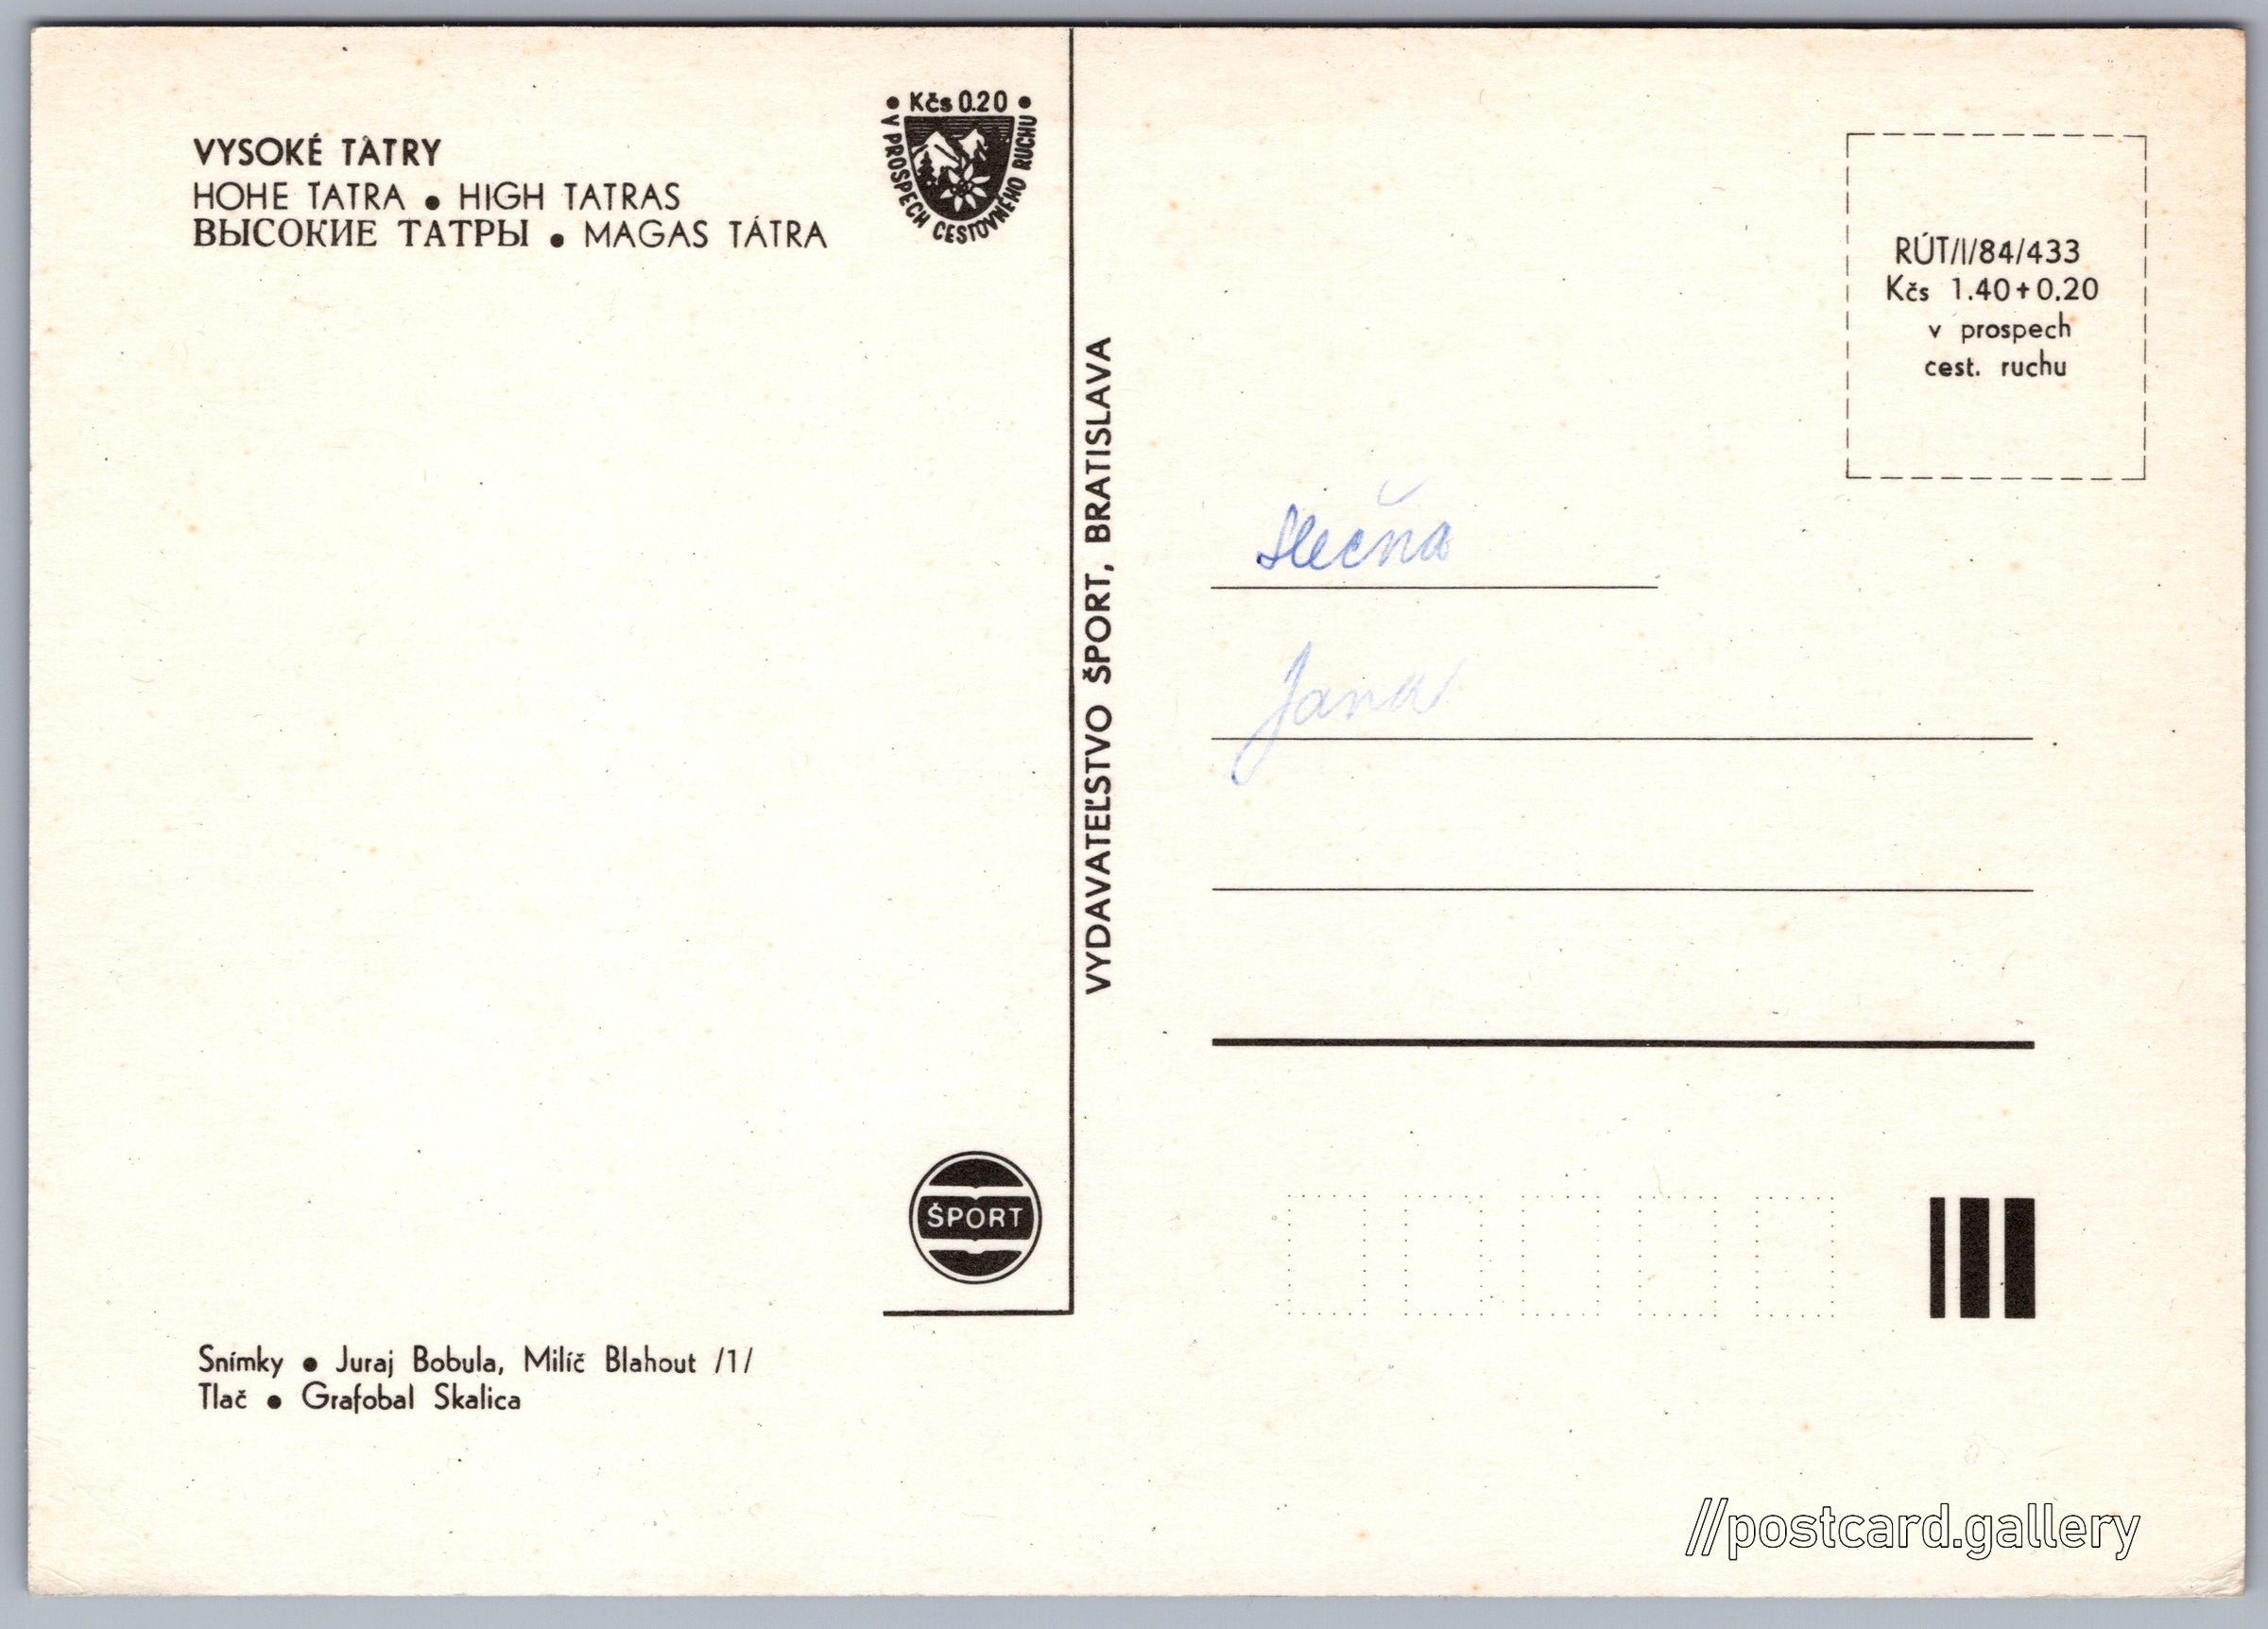 VYSOKÉ TATRY
HOHE TATRA • HIGH TATRAS
ВЫСОКИЕ ТАТРЫ • MAGAS TÁTRA
• Kčs 0.20 •
V PROSPECH CESTOVNÉHO RUCHU
VYDAVATEĽSTVO ŠPORT, BRATISLAVA
RÚT/I/84/433
Kčs 1.40+0.20
v prospech
cest. ruchu
slečna
Jana
ŠPORT
Snímky • Juraj Bobula, Milíč Blahout /1/
Tlač • Grafobal Skalica
//postcard.gallery